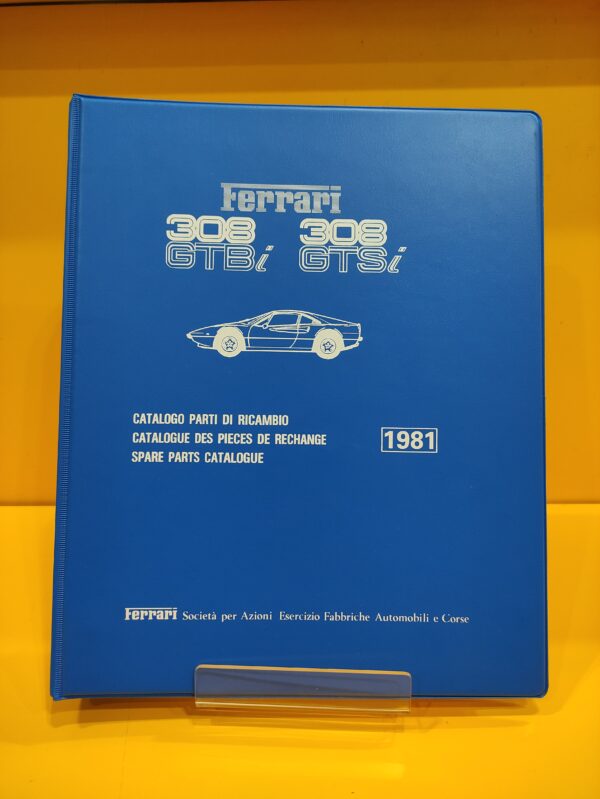 Ferrari
308 308
GTBi GTSi
CATALOGO PARTI DI RICAMBIO
CATALOGUE DES PIECES DE RECHANGE
SPARE PARTS CATALOGUE
1981
Ferrari Società per Azioni Esercizio Fabbriche Automobili e Corse